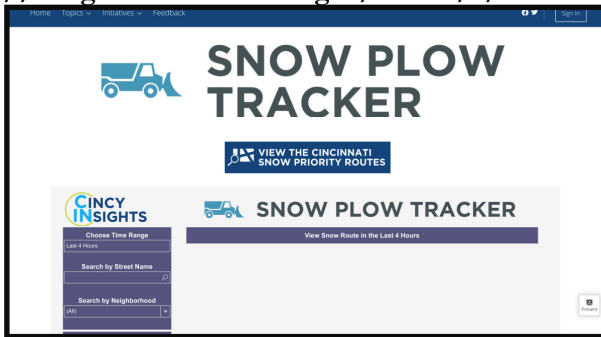 Home Topics Initiatives Feedback Sign In
SNOW PLOW
TRACKER
VIEW THE CINCINNATI
SNOW PRIORITY ROUTES
CINCY
INSIGHTS
SNOW PLOW TRACKER
Choose Time Range
View Snow Route in the Last 4 Hours
Last 4 Hours
Search by Street Name
Search by Neighborhood
(All)
Present